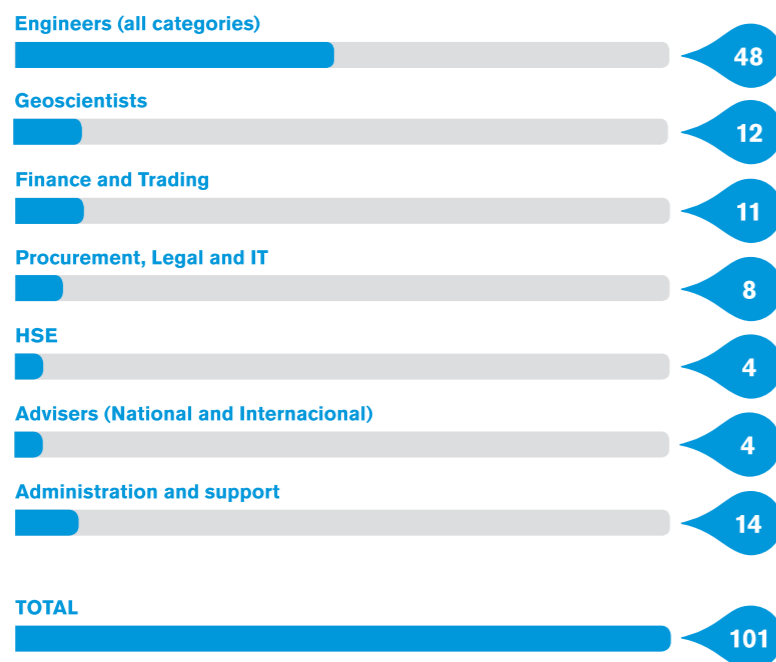 Engineers (all categories)
48
Geoscientists
12
Finance and Trading
11
Procurement, Legal and IT
8
HSE
4
Advisers (National and Internacional)
4
Administration and support
14
TOTAL
101